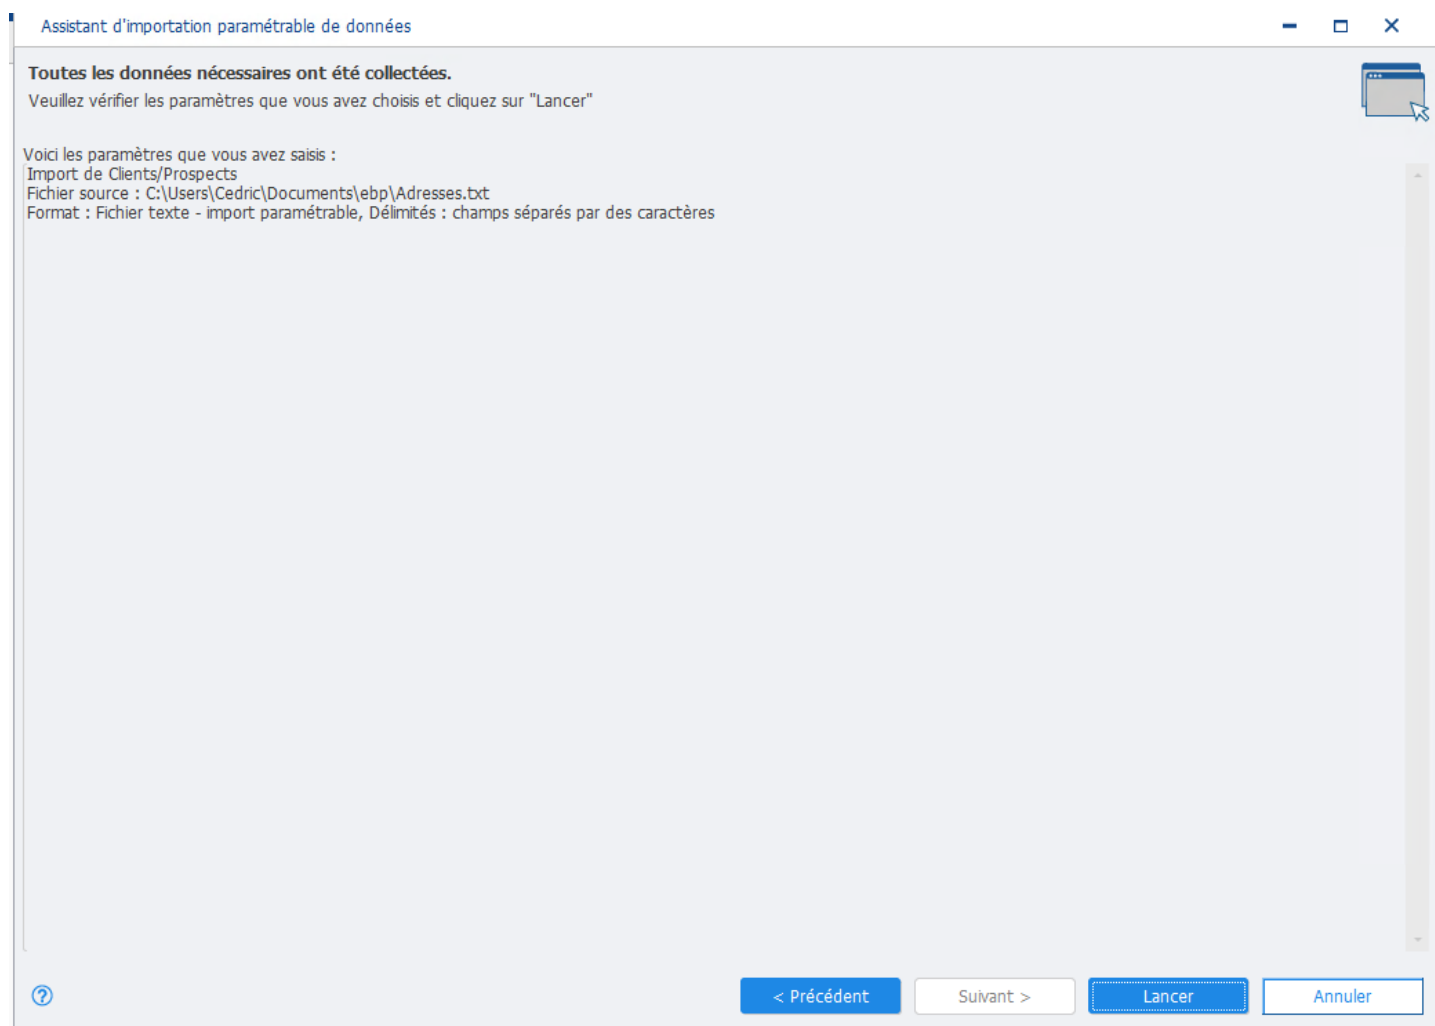 Assistant d'importation paramétrable de données
Toutes les données nécessaires ont été collectées.
Veuillez vérifier les paramètres que vous avez choisis et cliquez sur "Lancer"
Voici les paramètres que vous avez saisis :
Import de Clients/Prospects
Fichier source : C:\Users\Cedric\Documents\ebp\Adresses.txt
Format : Fichier texte - import paramétrable, Délimités : champs séparés par des caractères
< Précédent Suivant > Lancer Annuler